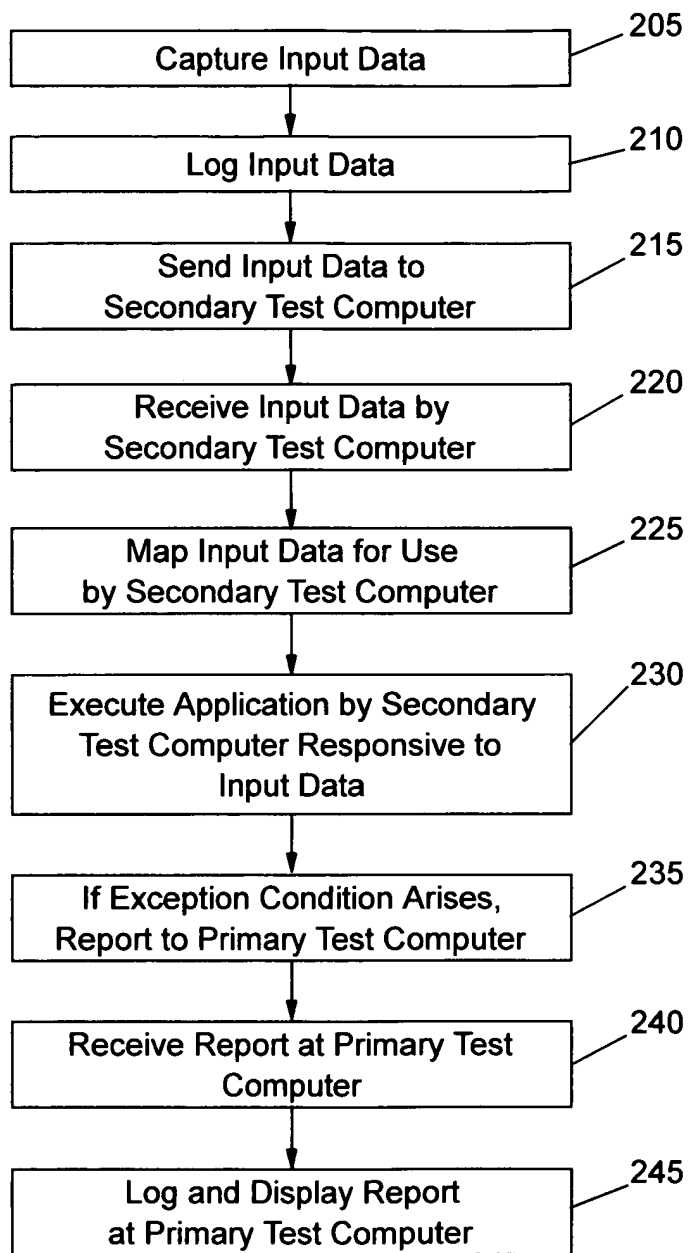 205
Capture Input Data
210
Log Input Data
215
Send Input Data to
Secondary Test Computer
220
Receive Input Data by
Secondary Test Computer
225
Map Input Data for Use
by Secondary Test Computer
230
Execute Application by Secondary
Test Computer Responsive to
Input Data
235
If Exception Condition Arises,
Report to Primary Test Computer
240
Receive Report at Primary Test
Computer
245
Log and Display Report
at Primary Test Computer